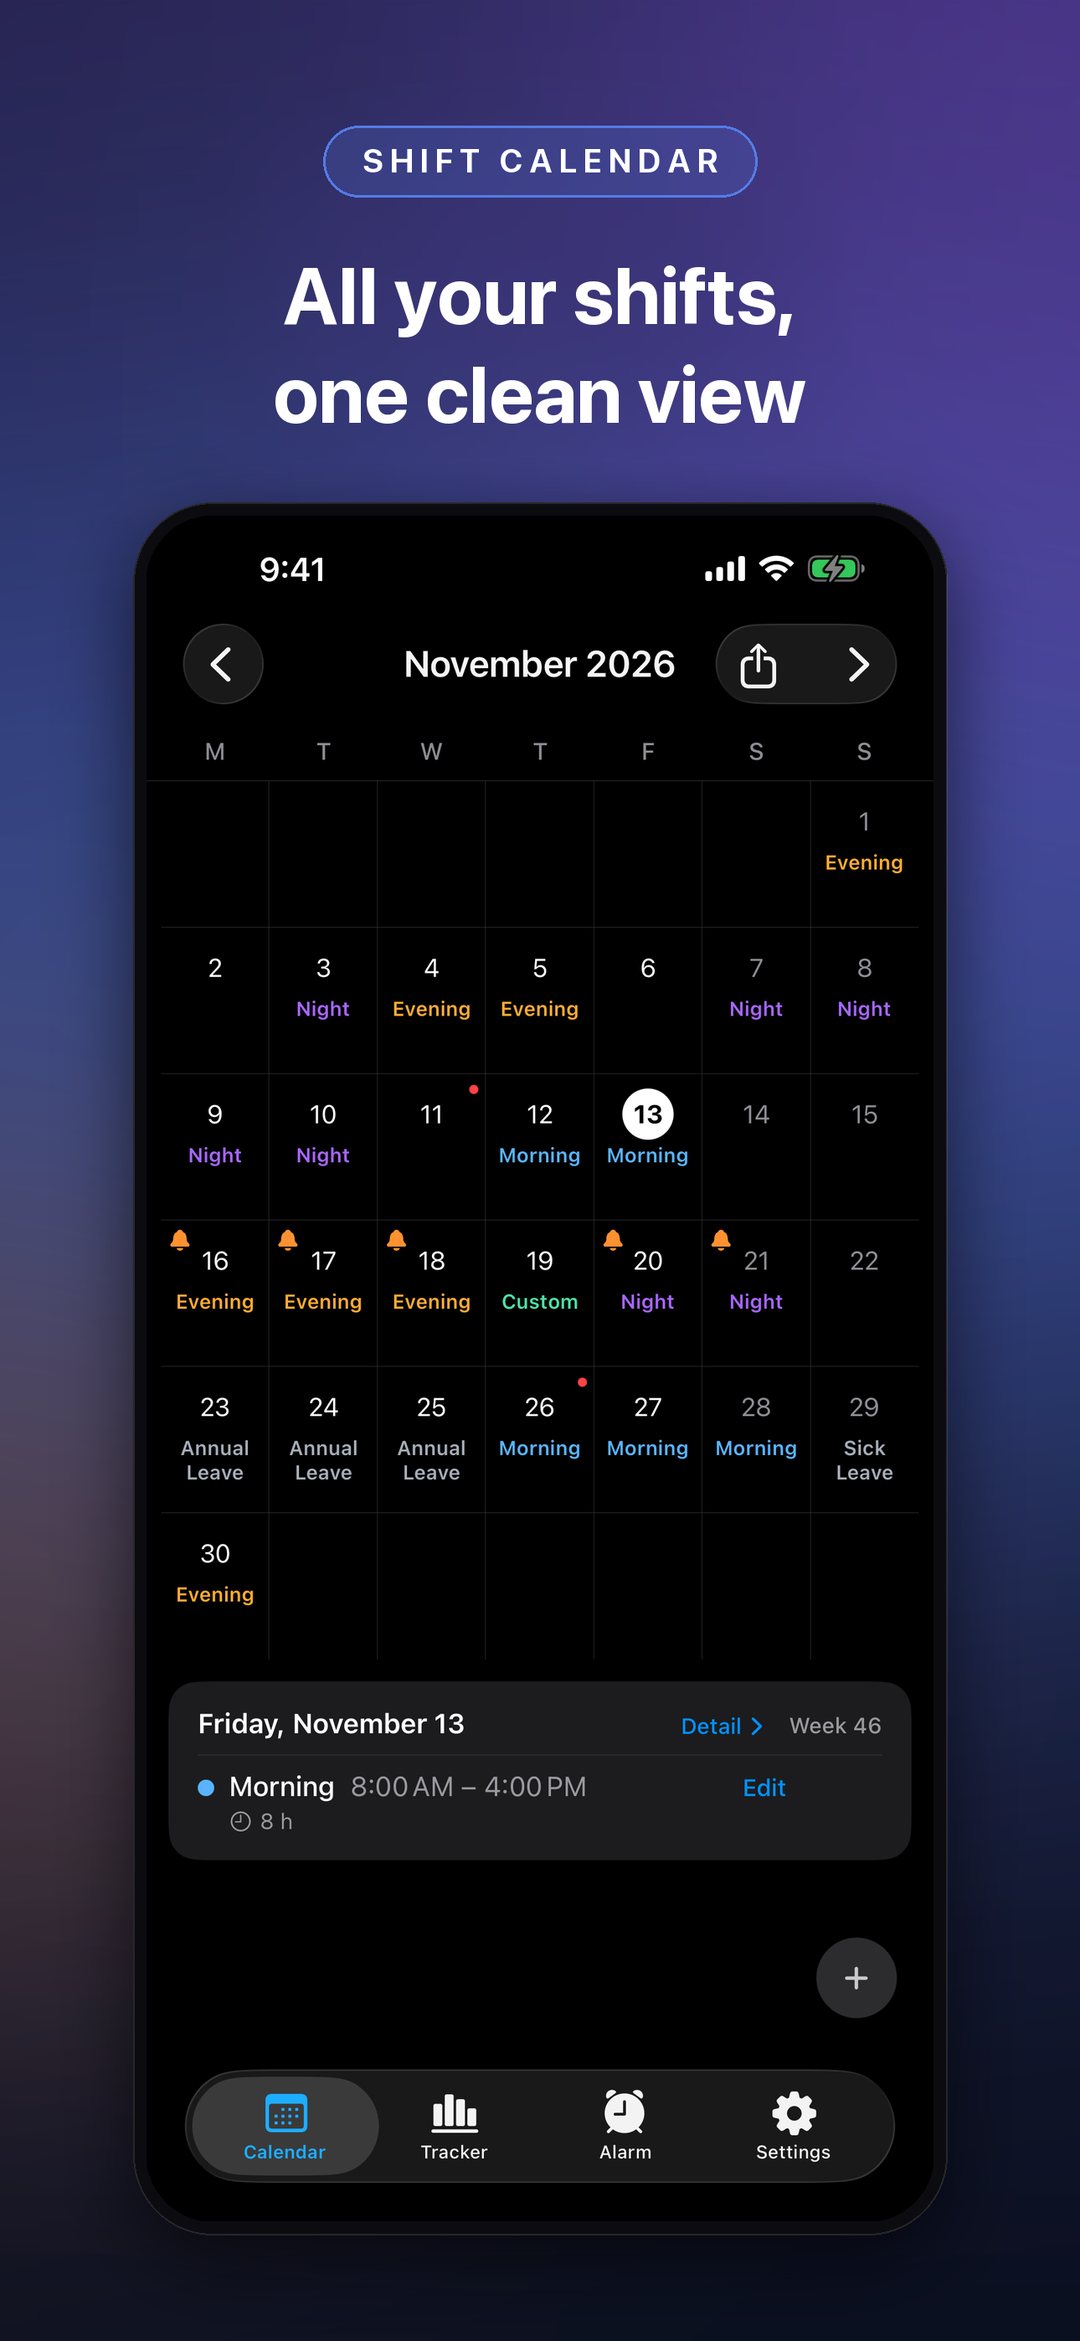 SHIFT CALENDAR
All your shifts,
one clean view
9:41
November 2026
M T W T F S S
1
Evening
2 3 4 5 6 7 8
Night Evening Evening Night Night
9 10 11 12 13 14 15
Night Night Morning Morning
16 17 18 19 20 21 22
Evening Evening Evening Custom Night Night
23 24 25 26 27 28 29
Annual Annual Annual Morning Morning Morning Sick
Leave Leave Leave Leave
30
Evening
Friday, November 13 Detail Week 46
Morning 8:00 AM – 4:00 PM Edit
8 h
Calendar Tracker Alarm Settings